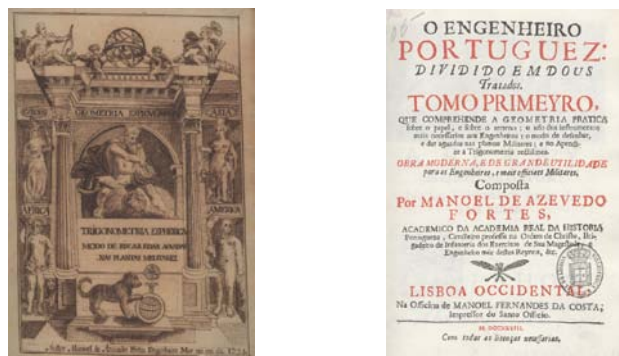 GEOMETRIA
ASIA
AFRICA
AMERICA
TRIGONOMETRIA ESPHERICA
O ENGENHEIRO
PORTUGUEZ:
DIVIDIDO EM DOUS
Tratados.
TOMO PRIMEYRO,
QUE COMPREHENDE A GEOMETRIA PRATICA
sobre o papel, e sobre o terreno; o uso dos instrumentos
mais necessarios aos Engenheiros; o modo de desenhar,
e dar aguadas nas plantas Militares; e no Apendi-
ce a Trigonometria rectilinea.
OBRA MODERNA, E DE GRANDE UTILIDADE
para os Engenheiros, e mais officiaes Militares,
Composta
Por MANOEL DE AZEVEDO
FORTES,
ACADEMICO DA ACADEMIA REAL DA HISTORIA
Portugueza, Cavaleiro professo na Ordem de Christo, Bri-
gadeiro de Infantaria dos Exercitos de Sua Magestade, e
Engenheiro mór destes Reynos, &c.
LISBOA OCCIDENTAL,
Na Officina de MANOEL FERNANDES DA COSTA;
Impressor do Santo Officio.
Com todas as licenças necessarias.